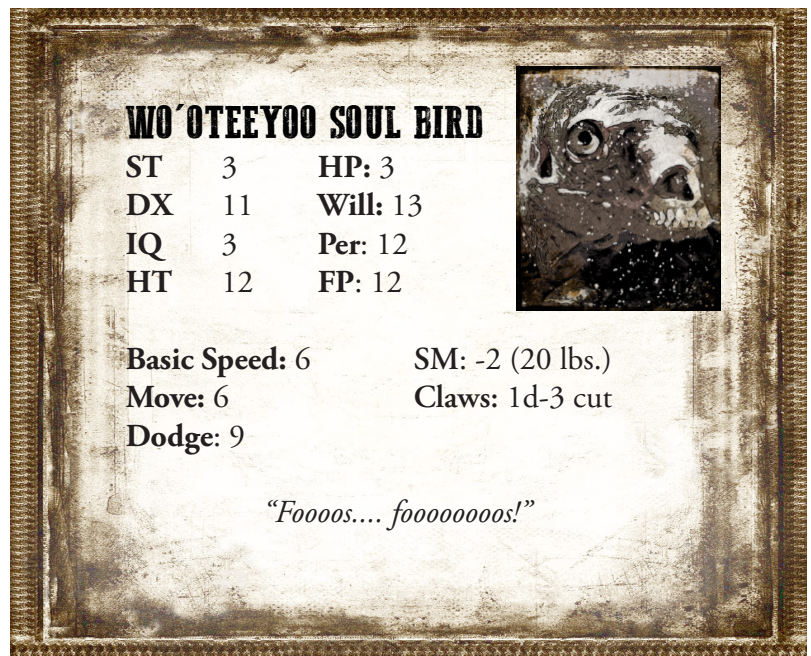 WO´OTEEYOO SOUL BIRD
ST 3 HP: 3
DX 11 Will: 13
IQ 3 Per: 12
HT 12 FP: 12
Basic Speed: 6 SM: -2 (20 lbs.)
Move: 6 Claws: 1d-3 cut
Dodge: 9
“Foooos.... foooooooos!”